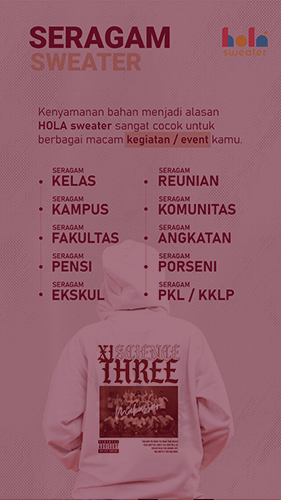 SERAGAM
SWEATER
hola
sweater
Kenyamanan bahan menjadi alasan
HOLA sweater sangat cocok untuk
berbagai macam kegiatan / event kamu.
SERAGAM
• KELAS
SERAGAM
• KAMPUS
SERAGAM
• FAKULTAS
SERAGAM
• PENSI
SERAGAM
• EKSKUL
SERAGAM
• REUNIAN
SERAGAM
• KOMUNITAS
SERAGAM
• ANGKATAN
SERAGAM
• PORSENI
SERAGAM
• PKL / KKLP
XI SCIENCE
THREE